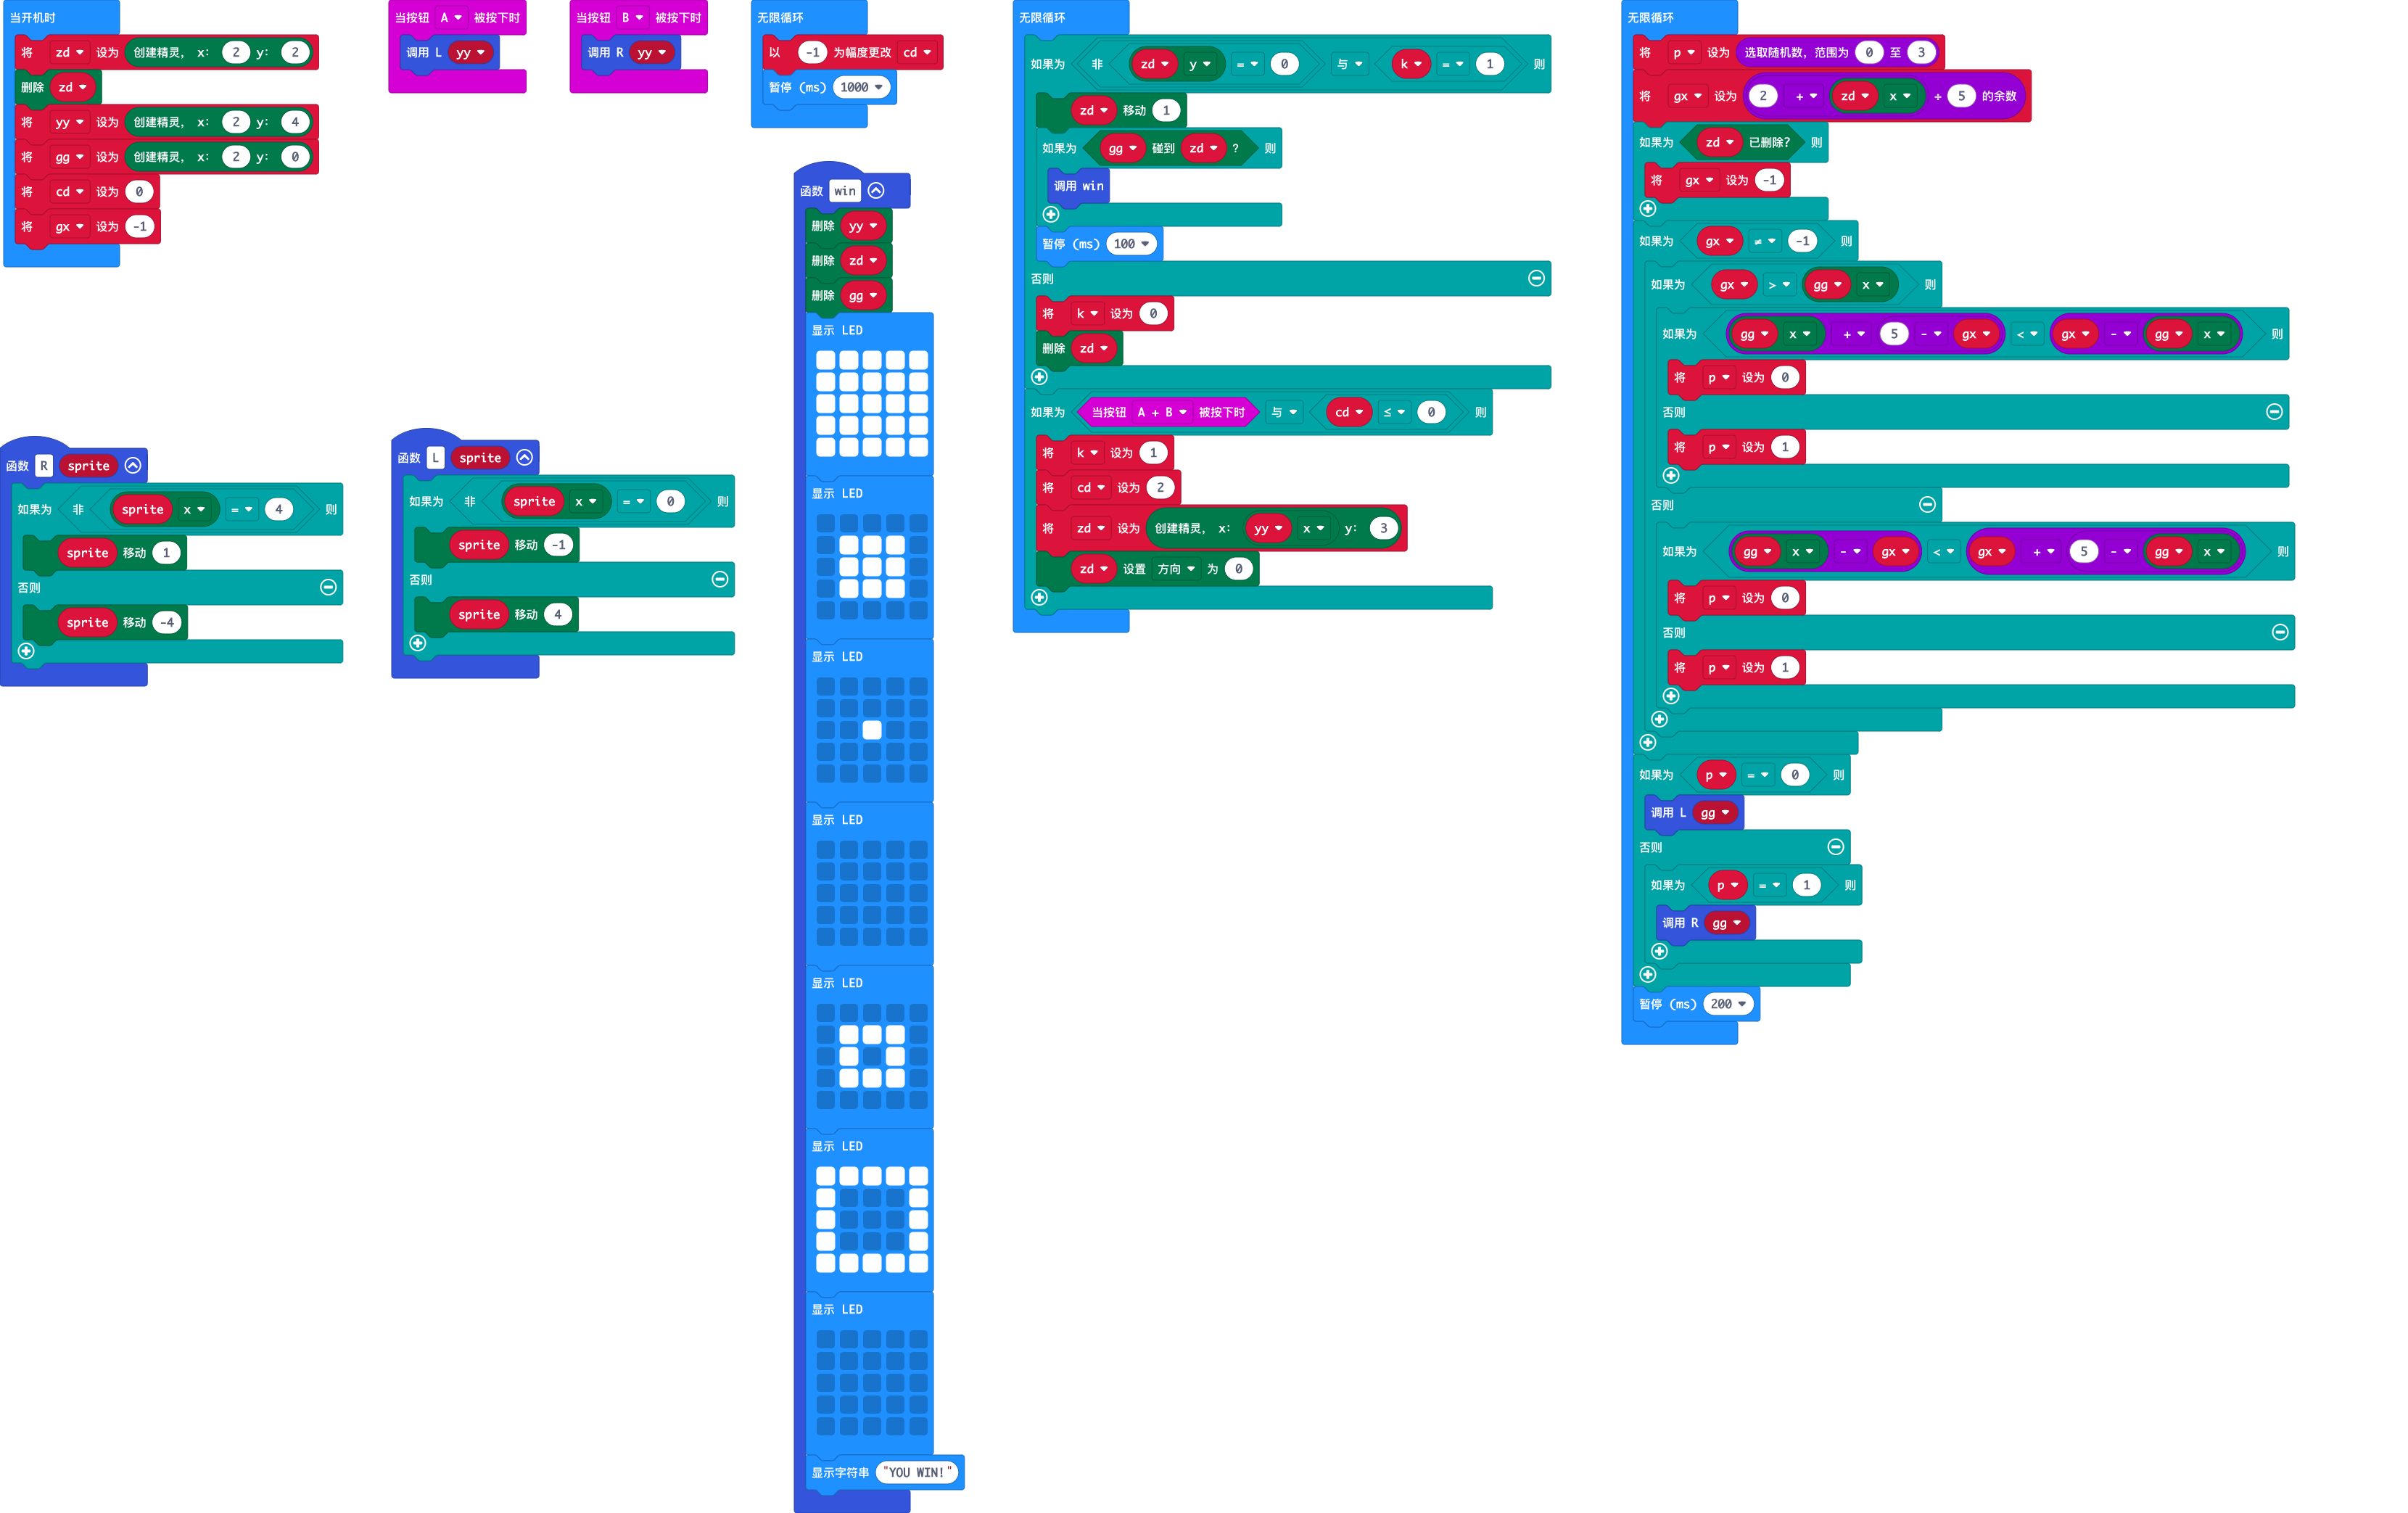 当开机时
将 zd 设为 创建精灵， x: 2 y: 2
删除 zd
将 yy 设为 创建精灵， x: 2 y: 4
将 gg 设为 创建精灵， x: 2 y: 0
将 cd 设为 0
将 gx 设为 -1
当按钮 A 被按下时
调用 L yy
当按钮 B 被按下时
调用 R yy
无限循环
以 -1 为幅度更改 cd
暂停 (ms) 1000
函数 R sprite
如果为 非 sprite x = 4 则
sprite 移动 1
否则
sprite 移动 -4
函数 L sprite
如果为 非 sprite x = 0 则
sprite 移动 -1
否则
sprite 移动 4
函数 win
删除 yy
删除 zd
删除 gg
显示 LED
显示 LED
显示 LED
显示 LED
显示 LED
显示 LED
显示 LED
显示字符串 "YOU WIN!"
无限循环
如果为 非 zd y = 0 与 k = 1 则
zd 移动 1
如果为 gg 碰到 zd ? 则
调用 win
暂停 (ms) 100
否则
将 k 设为 0
删除 zd
如果为 当按钮 A + B 被按下时 与 cd ≤ 0 则
将 k 设为 1
将 cd 设为 2
将 zd 设为 创建精灵， x: yy x y: 3
zd 设置 方向 为 0
无限循环
将 p 设为 选取随机数，范围为 0 至 3
将 gx 设为 2 + zd x ÷ 5 的余数
如果为 zd 已删除? 则
将 gx 设为 -1
如果为 gx ≠ -1 则
如果为 gx > gg x 则
如果为 gg x + 5 - gx < gx - gg x 则
将 p 设为 0
否则
将 p 设为 1
否则
如果为 gg x - gx < gx + 5 - gg x 则
将 p 设为 0
否则
将 p 设为 1
如果为 p = 0 则
调用 L gg
否则
如果为 p = 1 则
调用 R gg
暂停 (ms) 200